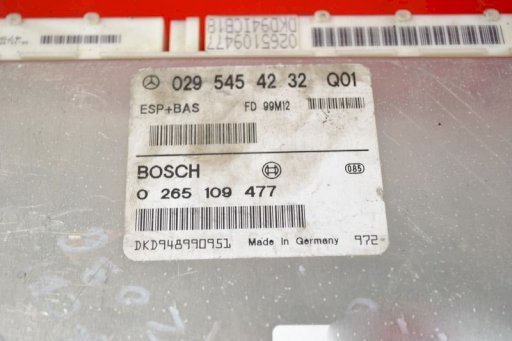 0265109477
DKD941CB1E
029 545 42 32 Q01
ESP+BAS FD 99M12
BOSCH 085
0 265 109 477
DKD948990951 Made in Germany 972